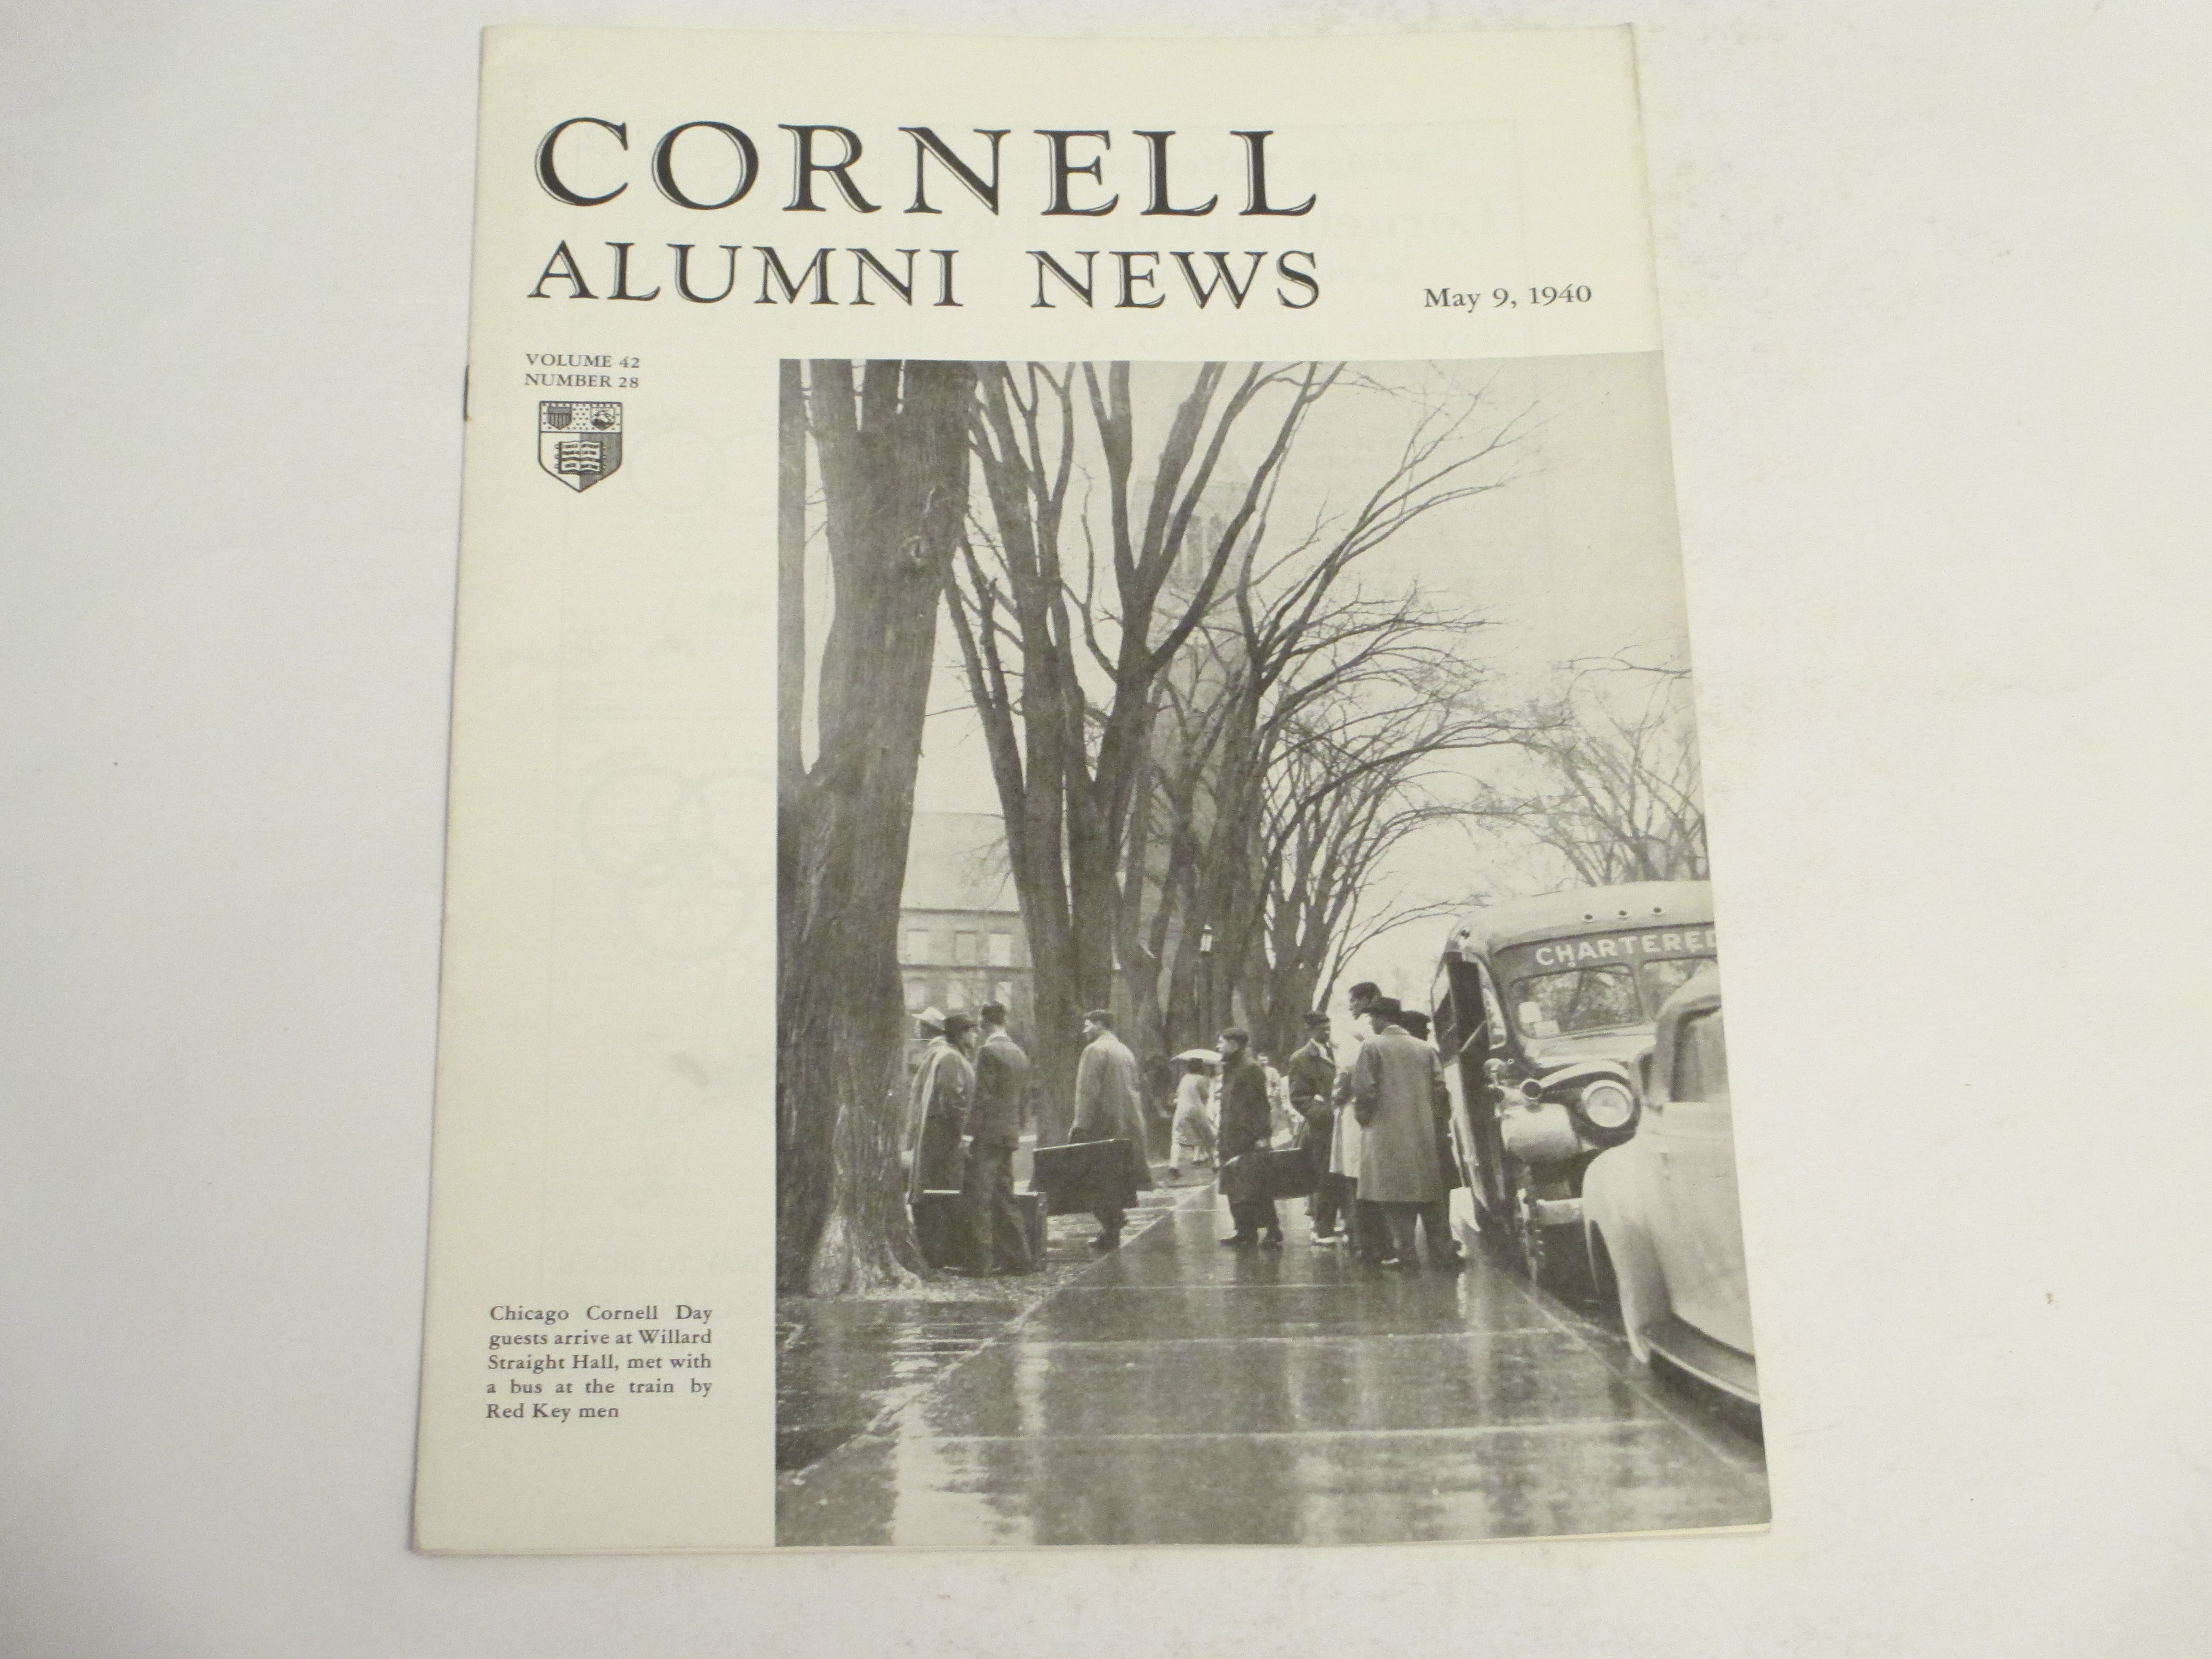 CORNELL
ALUMNI NEWS
May 9, 1940
VOLUME 42
NUMBER 28
CHARTERED
Chicago Cornell Day
guests arrive at Willard
Straight Hall, met with
a bus at the train by
Red Key men